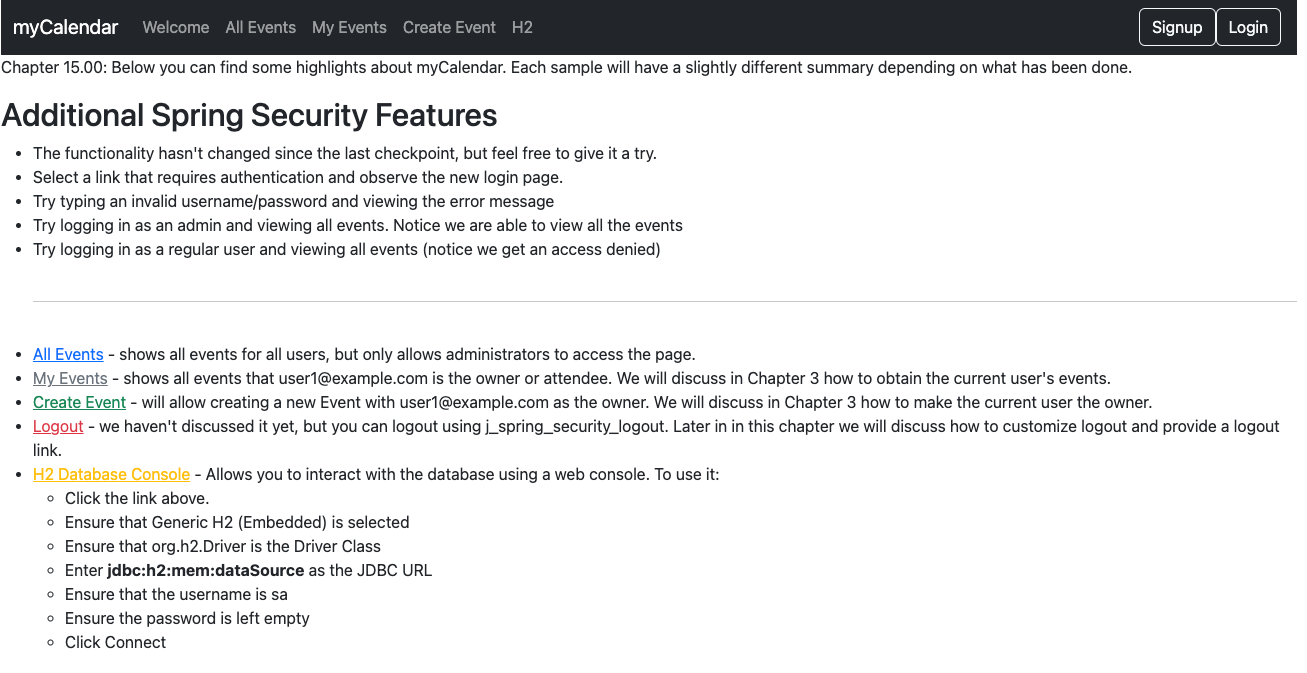 myCalendar Welcome All Events My Events Create Event H2 Signup Login
Chapter 15.00: Below you can find some highlights about myCalendar. Each sample will have a slightly different summary depending on what has been done.
Additional Spring Security Features
• The functionality hasn't changed since the last checkpoint, but feel free to give it a try.
• Select a link that requires authentication and observe the new login page.
• Try typing an invalid username/password and viewing the error message
• Try logging in as an admin and viewing all events. Notice we are able to view all the events
• Try logging in as a regular user and viewing all events (notice we get an access denied)
• All Events - shows all events for all users, but only allows administrators to access the page.
• My Events - shows all events that user1@example.com is the owner or attendee. We will discuss in Chapter 3 how to obtain the current user's events.
• Create Event - will allow creating a new Event with user1@example.com as the owner. We will discuss in Chapter 3 how to make the current user the owner.
• Logout - we haven't discussed it yet, but you can logout using j_spring_security_logout. Later in in this chapter we will discuss how to customize logout and provide a logout
link.
• H2 Database Console - Allows you to interact with the database using a web console. To use it:
◦ Click the link above.
◦ Ensure that Generic H2 (Embedded) is selected
◦ Ensure that org.h2.Driver is the Driver Class
◦ Enter jdbc:h2:mem:dataSource as the JDBC URL
◦ Ensure that the username is sa
◦ Ensure the password is left empty
◦ Click Connect